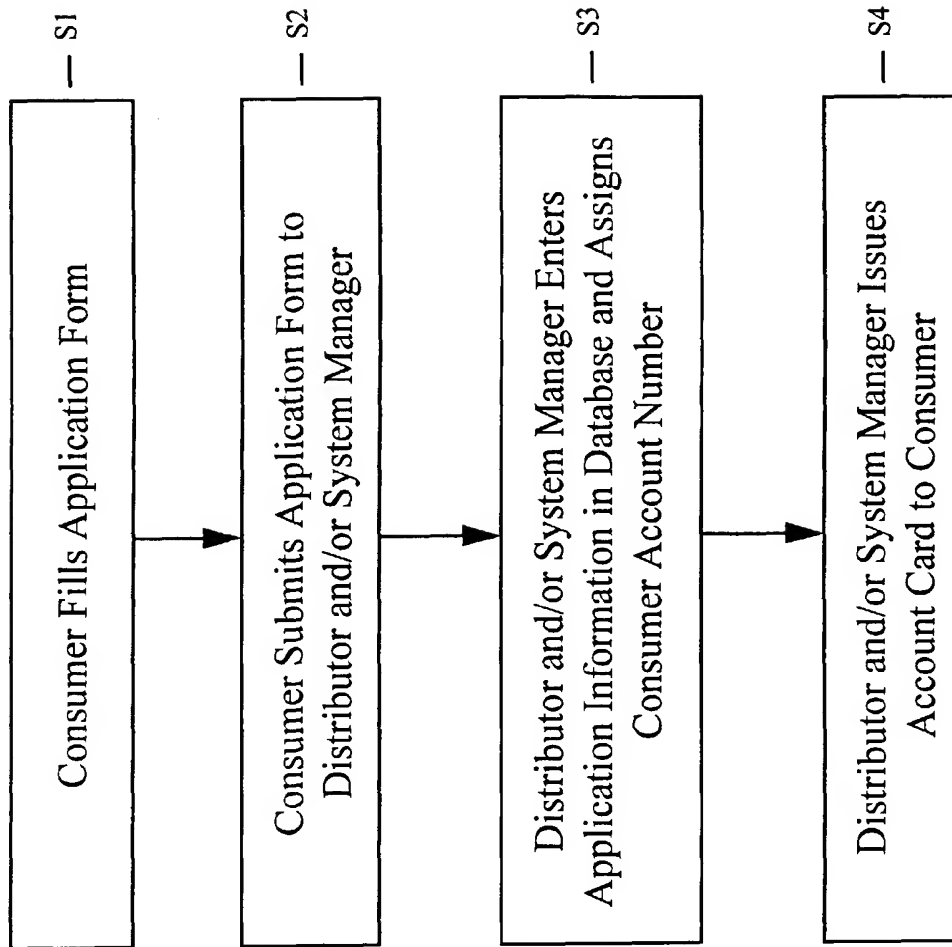 Consumer Fills Application Form
S1
Consumer Submits Application Form to
Distributor and/or System Manager
S2
Distributor and/or System Manager Enters
Application Information in Database and Assigns
Consumer Account Number
S3
Distributor and/or System Manager Issues
Account Card to Consumer
S4